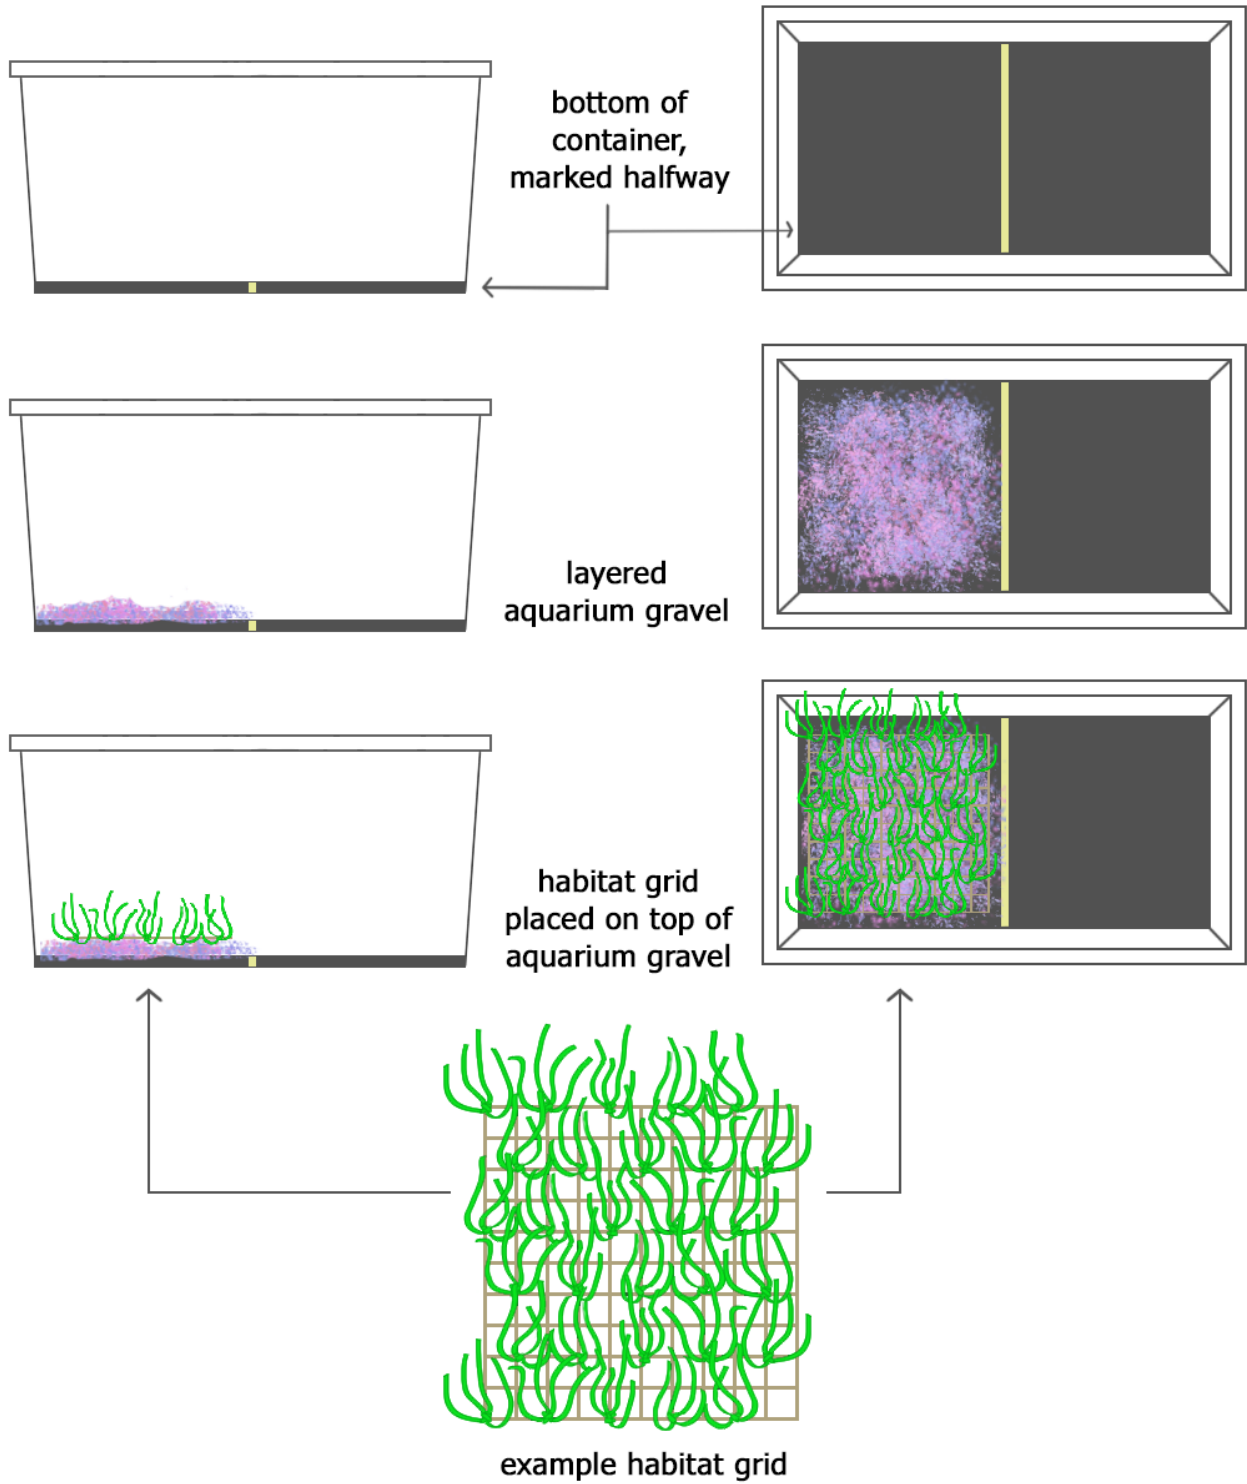 bottom of
container,
marked halfway
layered
aquarium gravel
habitat grid
placed on top of
aquarium gravel
example habitat grid